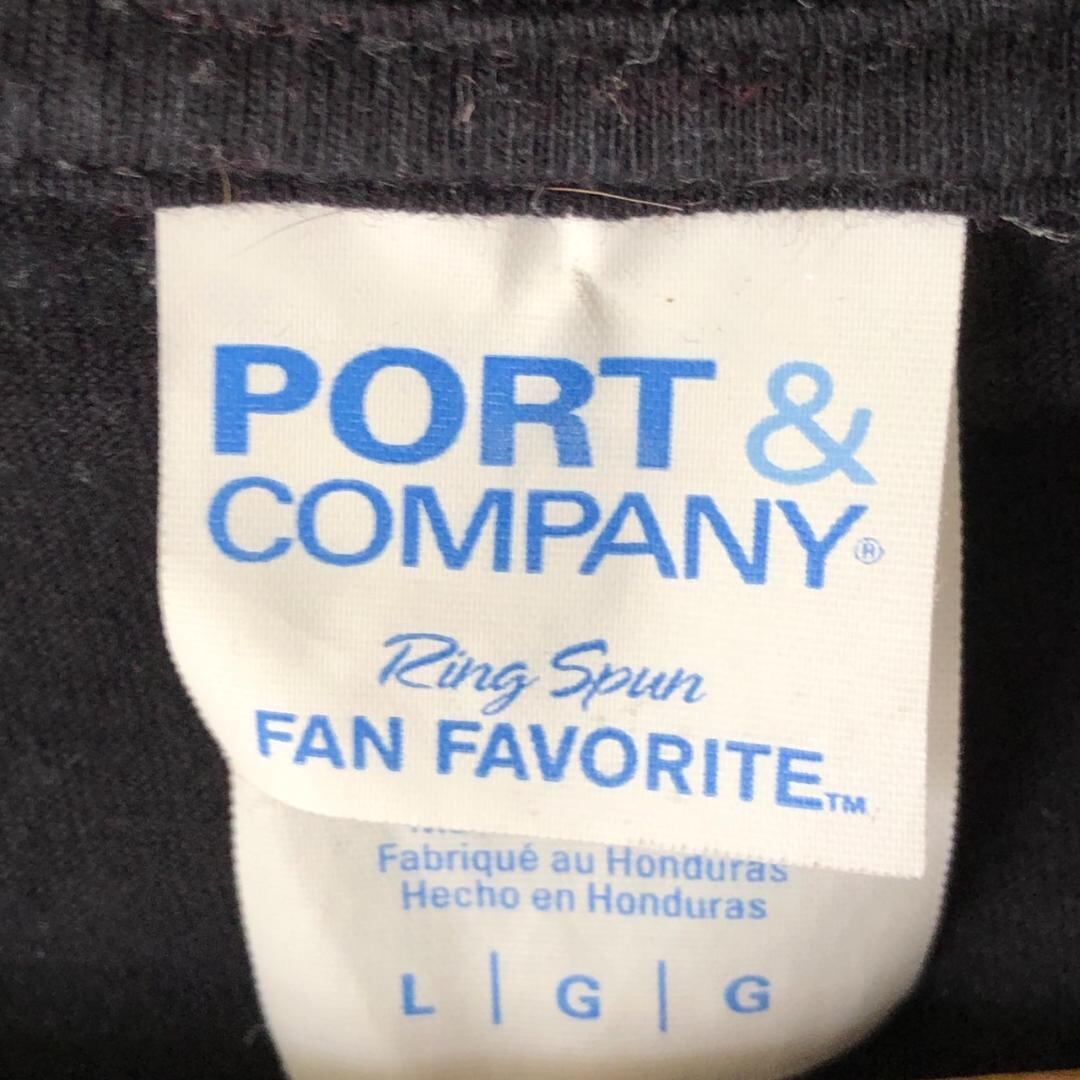 PORT &
COMPANY®
Ring Spun
FAN FAVORITE™
Fabriqué au Honduras
Hecho en Honduras
L | G | G